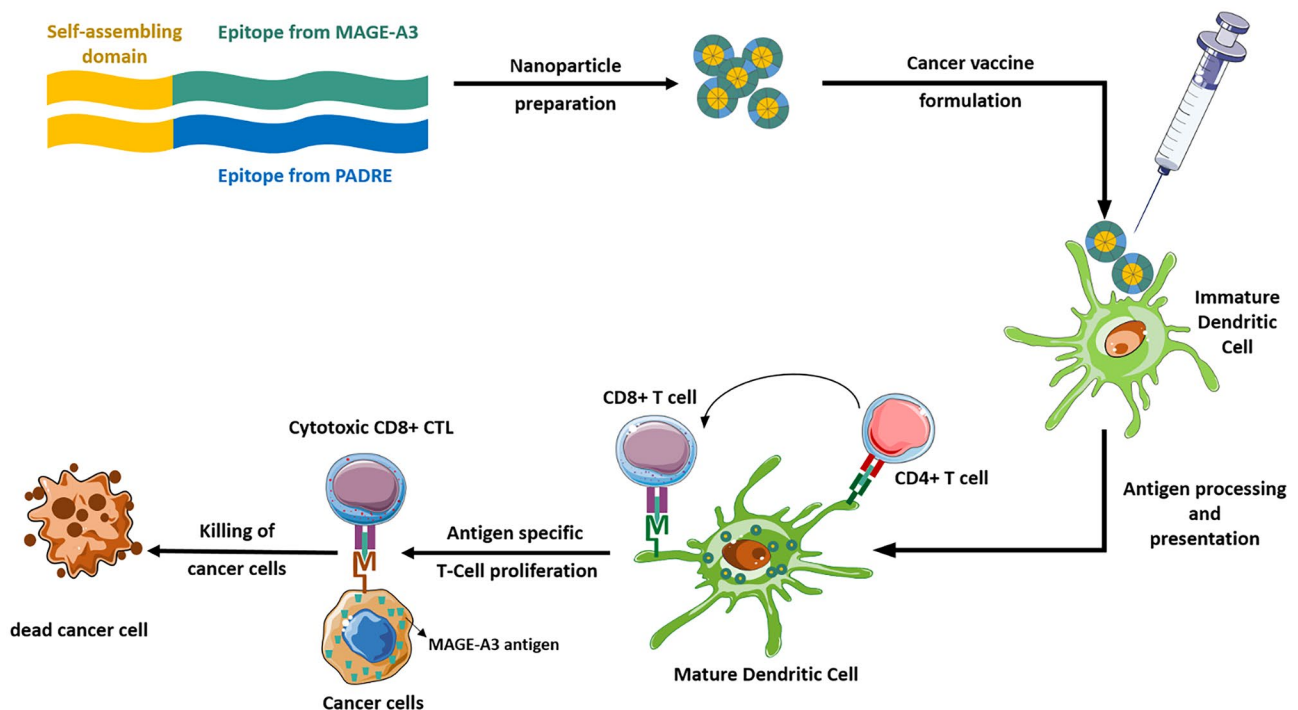 Self-assembling
domain
Epitope from MAGE-A3
Epitope from PADRE
Nanoparticle
preparation
Cancer vaccine
formulation
Immature
Dendritic
Cell
Antigen processing
and
presentation
CD8+ T cell
CD4+ T cell
Mature Dendritic Cell
Antigen specific
T-Cell proliferation
Cytotoxic CD8+ CTL
MAGE-A3 antigen
Cancer cells
Killing of
cancer cells
dead cancer cell